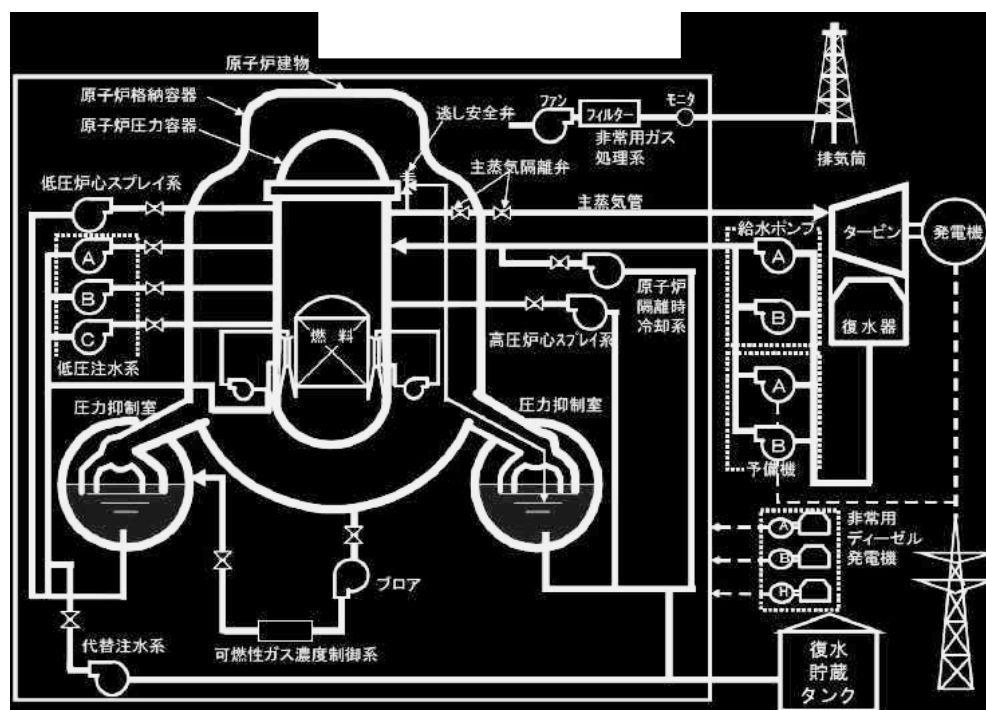 原子炉建物
原子炉格納容器
原子炉圧力容器
逃し安全弁
ファン
フィルター
モニタ
非常用ガス
処理系
排気筒
主蒸気隔離弁
低圧炉心スプレイ系
主蒸気管
給水ポンプ
タービン
発電機
A
B
C
低圧注水系
A
B
原子炉
隔離時
冷却系
復水器
燃料
高圧炉心スプレイ系
A
B
予備機
圧力抑制室
圧力抑制室
A
B
H
非常用
ディーゼル
発電機
ブロア
可燃性ガス濃度制御系
代替注水系
復水
貯蔵
タンク